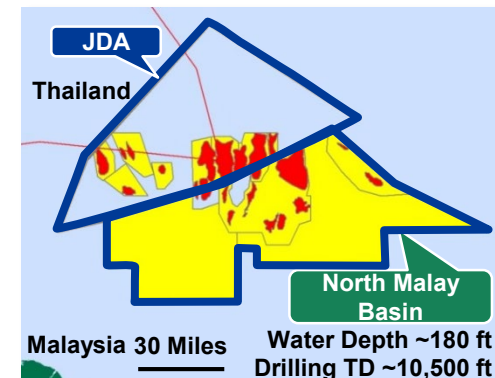 JDA
Thailand
North Malay
Basin
Malaysia 30 Miles
Water Depth ~180 ft
Drilling TD ~10,500 ft